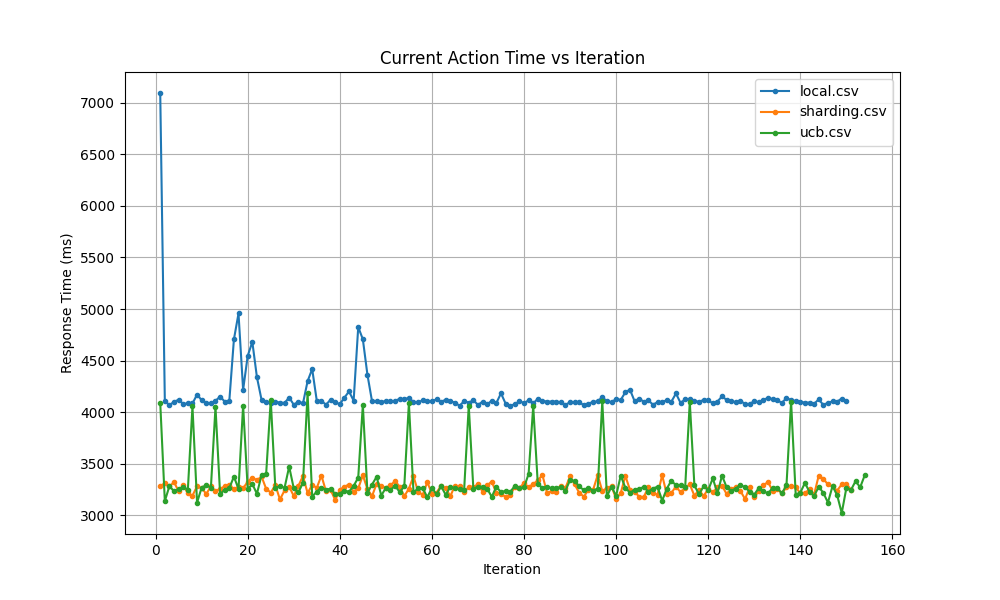 Current Action Time vs Iteration
local.csv
sharding.csv
ucb.csv
Response Time (ms)
7000
6500
6000
5500
5000
4500
4000
3500
3000
0 20 40 60 80 100 120 140 160
Iteration